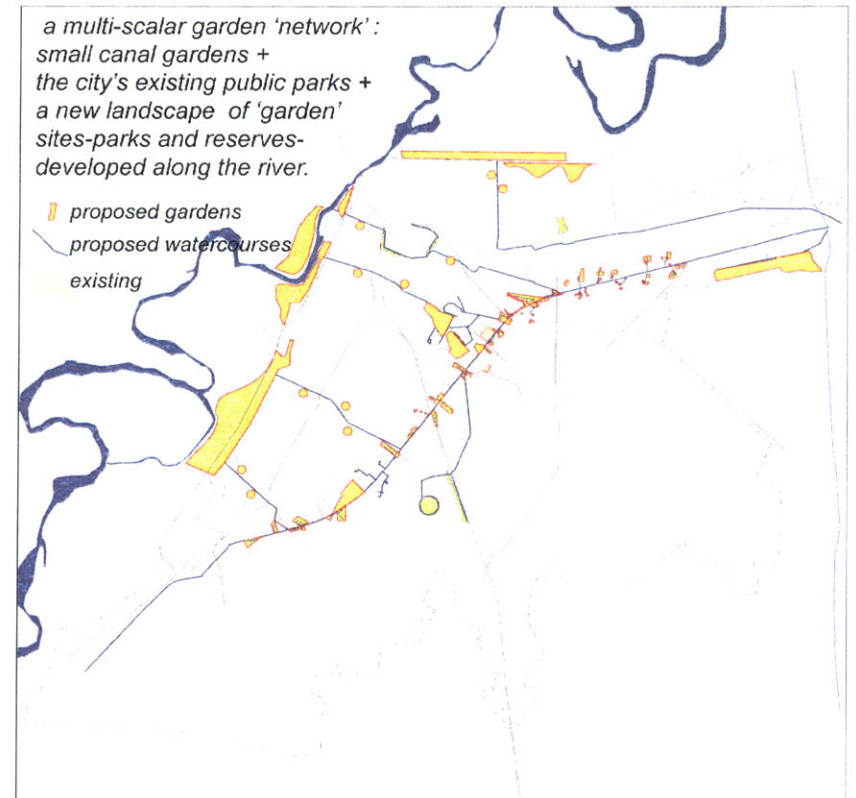 a multi-scalar garden 'network' :
small canal gardens +
the city's existing public parks +
a new landscape of 'garden'
sites-parks and reserves-
developed along the river.
proposed gardens
proposed watercourses
existing